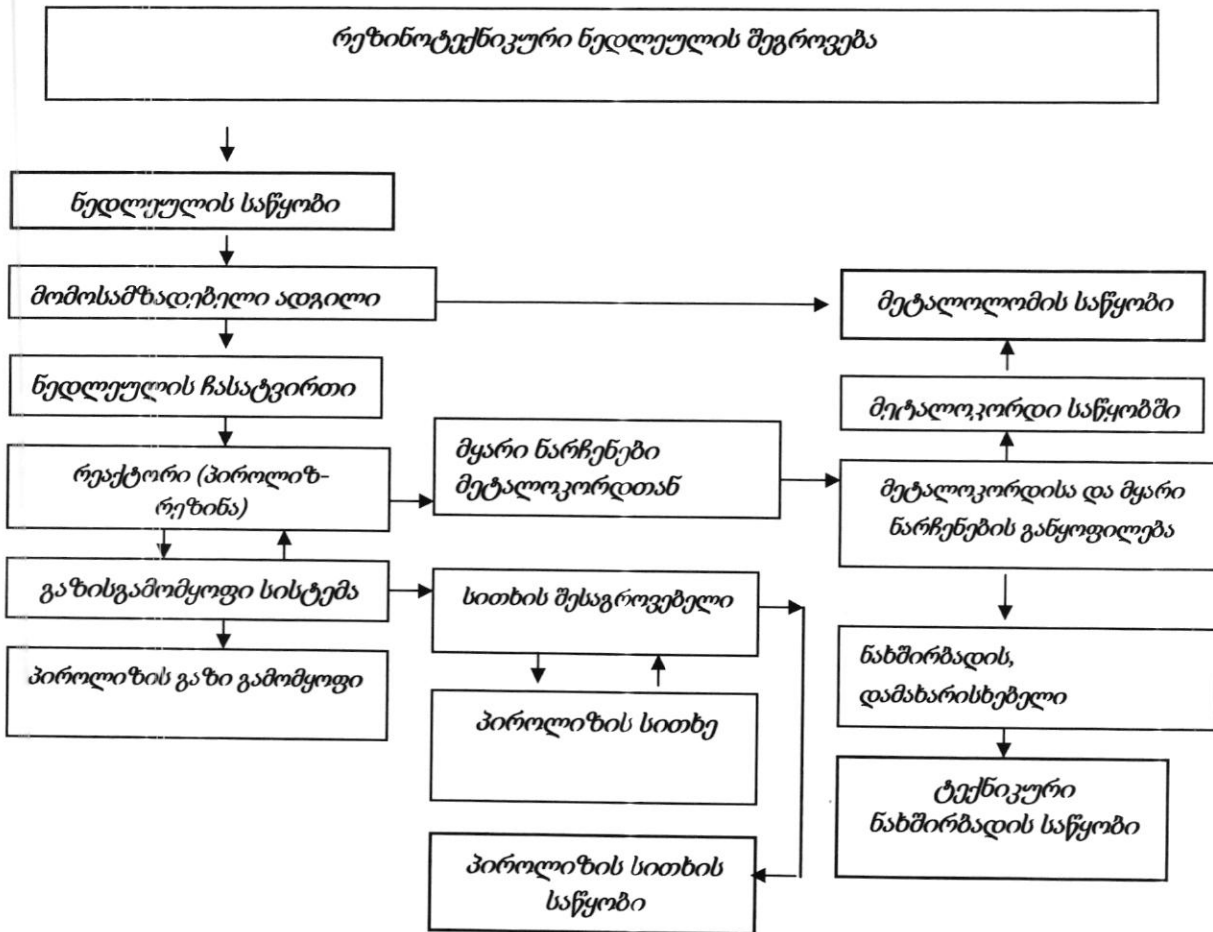 რეზინოტექნიკური ნედლეულის შეგროვება
ნედლეულის საწყობი
მომოსამზადებელი ადგილი
მეტალოლომის საწყობი
ნედლეულის ჩასატვირთი
მეტალოკორდი საწყობში
რეაქტორი (პიროლიზ-
რეზინა)
მყარი ნარჩენები
მეტალოკორდთან
მეტალოკორდისა და მყარი
ნარჩენების განყოფილება
გაზისგამომყოფი სისტემა
სითხის შესაგროვებელი
პიროლიზის გაზი გამომყოფი
ნახშირბადის,
დამახარისხებელი
პიროლიზის სითხე
ტექნიკური
ნახშირბადის საწყობი
პიროლიზის სითხის
საწყობი